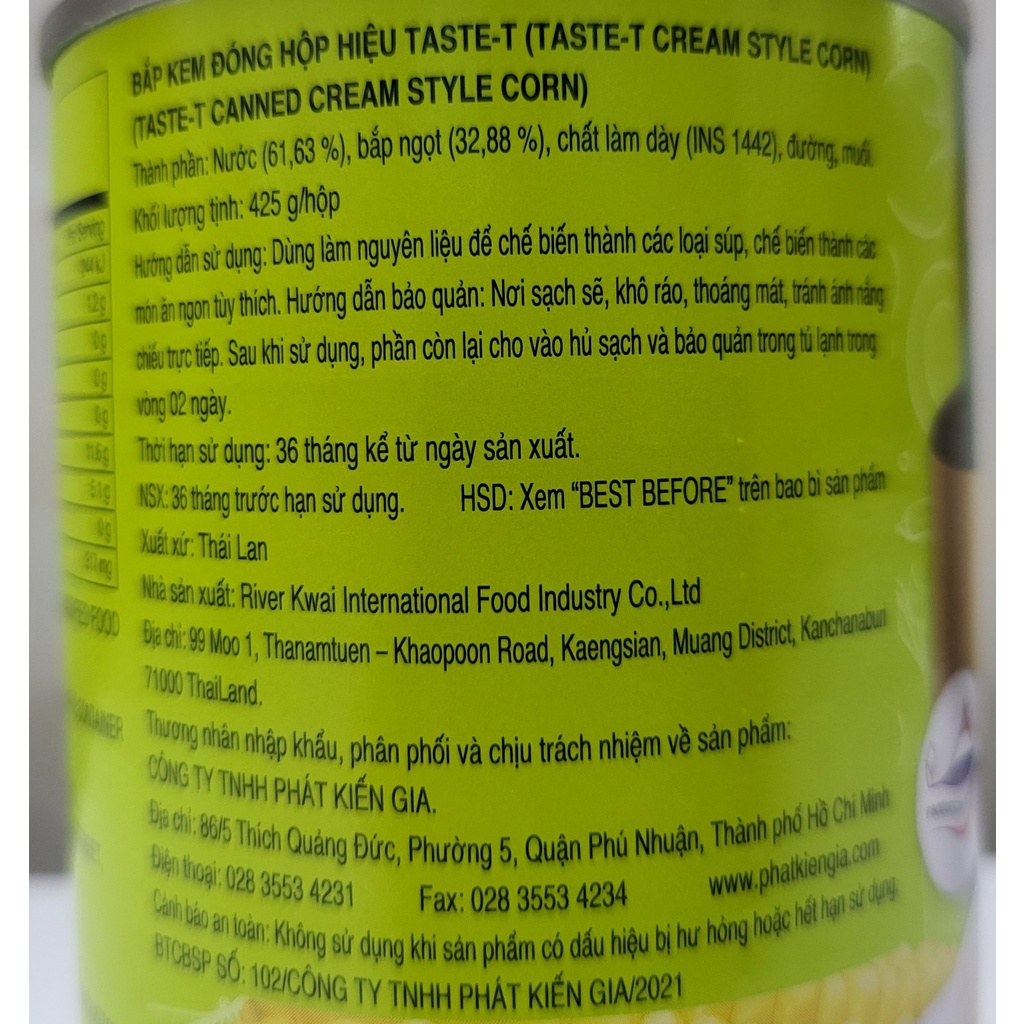 BẮP KEM ĐÓNG HỘP HIỆU TASTE-T (TASTE-T CREAM STYLE CORN)
(TASTE-T CANNED CREAM STYLE CORN)
Thành phần: Nước (61,63 %), bắp ngọt (32,88 %), chất làm dày (INS 1442), đường, muối.
Khối lượng tịnh: 425 g/hộp
Hướng dẫn sử dụng: Dùng làm nguyên liệu để chế biến thành các loại súp, chế biến thành các
món ăn ngon tùy thích. Hướng dẫn bảo quản: Nơi sạch sẽ, khô ráo, thoáng mát, tránh ánh nắng
chiếu trực tiếp. Sau khi sử dụng, phần còn lại cho vào hủ sạch và bảo quản trong tủ lạnh trong
vòng 02 ngày.
Thời hạn sử dụng: 36 tháng kể từ ngày sản xuất.
NSX: 36 tháng trước hạn sử dụng. HSD: Xem “BEST BEFORE” trên bao bì sản phẩm
Xuất xứ: Thái Lan
Nhà sản xuất: River Kwai International Food Industry Co.,Ltd
Địa chỉ: 99 Moo 1, Thanamtuen – Khaopoon Road, Kaengsian, Muang District, Kanchanaburi
71000 ThaiLand.
Thương nhân nhập khẩu, phân phối và chịu trách nhiệm về sản phẩm:
CÔNG TY TNHH PHÁT KIẾN GIA.
Địa chỉ: 86/5 Thích Quảng Đức, Phường 5, Quận Phú Nhuận, Thành phố Hồ Chí Minh
Điện thoại: 028 3553 4231 Fax: 028 3553 4234 www.phatkiengia.com
Cảnh báo an toàn: Không sử dụng khi sản phẩm có dấu hiệu bị hư hỏng hoặc hết hạn sử dụng.
BTCBSP SỐ: 102/CÔNG TY TNHH PHÁT KIẾN GIA/2021
Serving
0 g
0 g
0 g
5.1 g
0 g
FOOD
CONTAINER